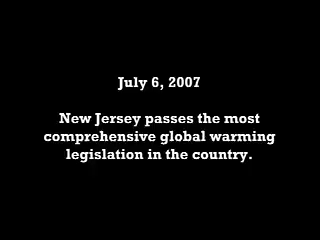 July 6, 2007
New Jersey passes the most
comprehensive global warming
legislation in the country.